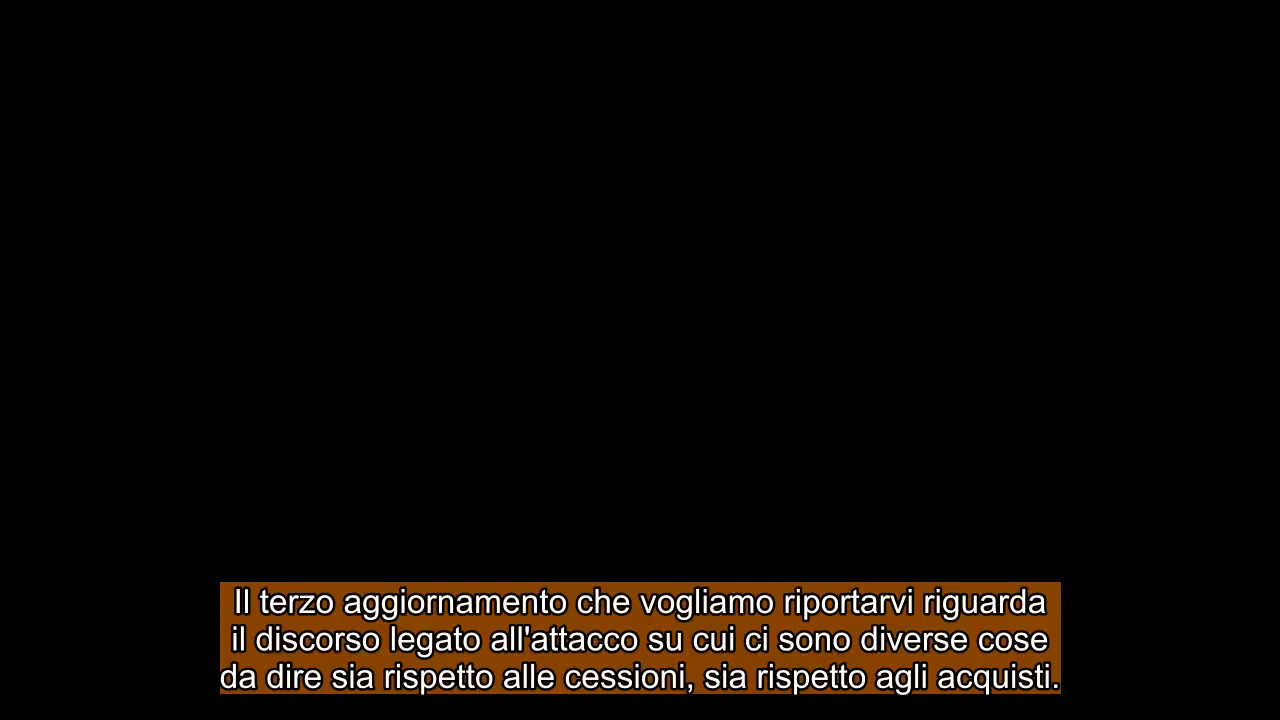 Il terzo aggiornamento che vogliamo riportarvi riguarda
il discorso legato all'attacco su cui ci sono diverse cose
da dire sia rispetto alle cessioni, sia rispetto agli acquisti.